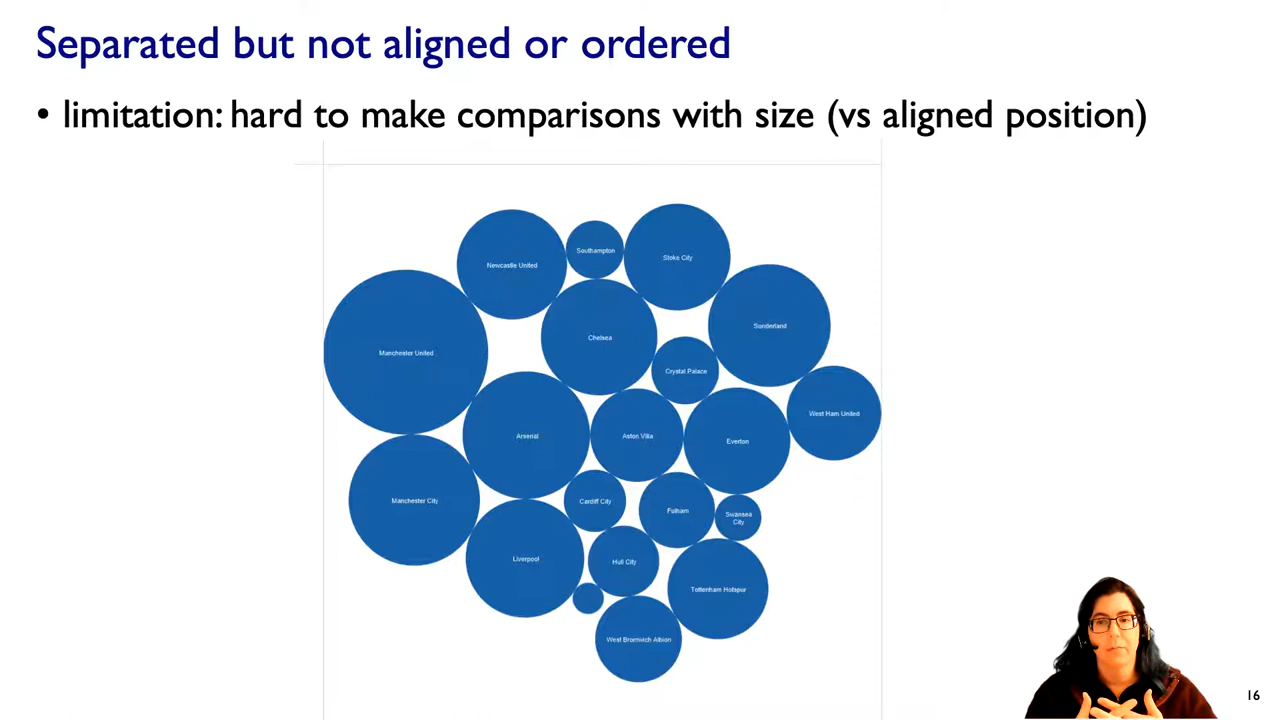 Separated but not aligned or ordered
• limitation: hard to make comparisons with size (vs aligned position)
Newcastle United
Southampton
Stoke City
Sunderland
Chelsea
Manchester United
Crystal Palace
West Ham United
Arsenal
Aston Villa
Everton
Manchester City
Cardiff City
Fulham
Swansea
City
Liverpool
Hull City
Tottenham Hotspur
West Bromwich Albion
16